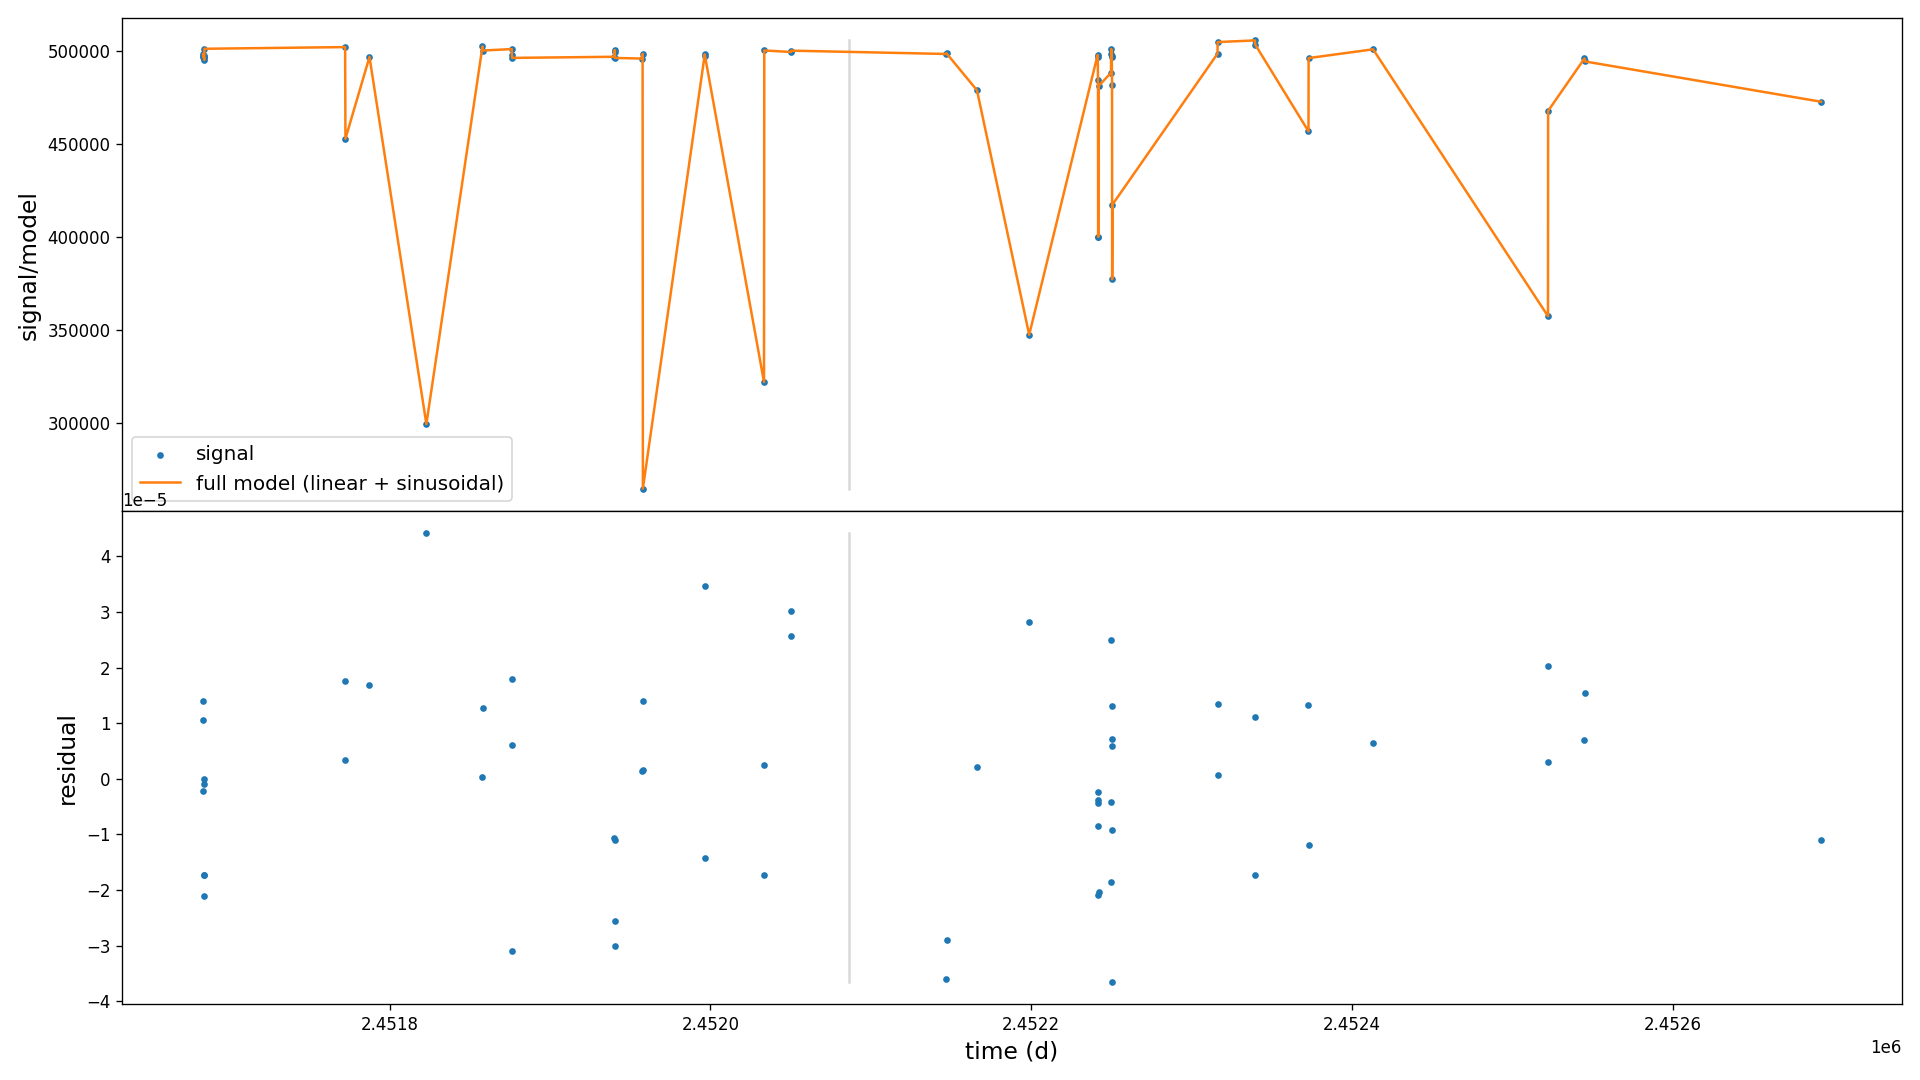 500000
450000
400000
350000
300000
signal/model
signal
full model (linear + sinusoidal)
1e−5
4
3
2
1
0
−1
−2
−3
−4
residual
2.4518
2.4520
2.4522
2.4524
2.4526
time (d)
1e6